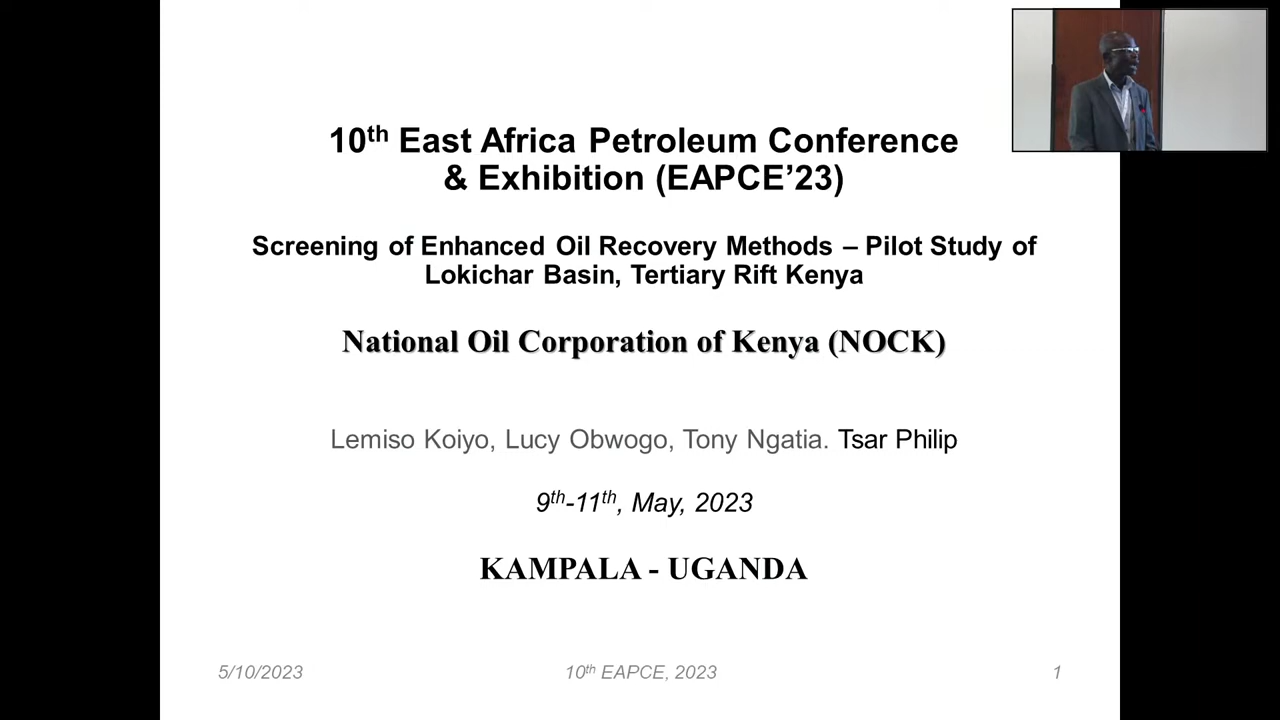 10th East Africa Petroleum Conference
& Exhibition (EAPCE’23)
Screening of Enhanced Oil Recovery Methods – Pilot Study of
Lokichar Basin, Tertiary Rift Kenya
National Oil Corporation of Kenya (NOCK)
Lemiso Koiyo, Lucy Obwogo, Tony Ngatia. Tsar Philip
9th-11th, May, 2023
KAMPALA - UGANDA
5/10/2023 10th EAPCE, 2023 1